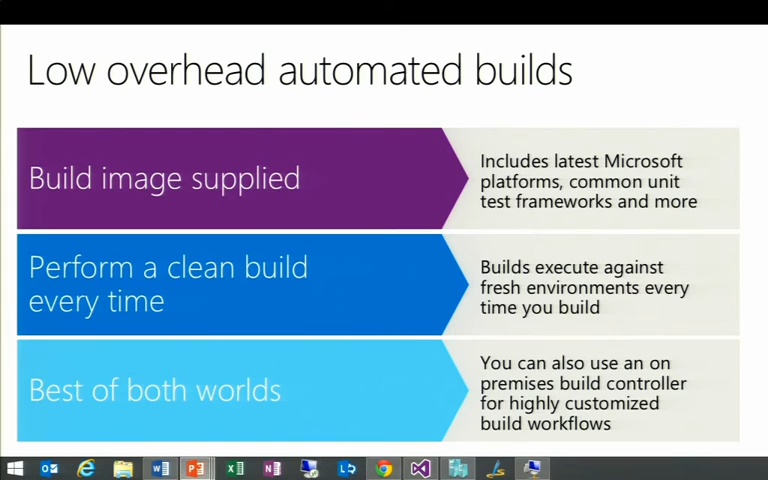 Low overhead automated builds
Build image supplied
Includes latest Microsoft
platforms, common unit
test frameworks and more
Perform a clean build
every time
Builds execute against
fresh environments every
time you build
Best of both worlds
You can also use an on
premises build controller
for highly customized
build workflows